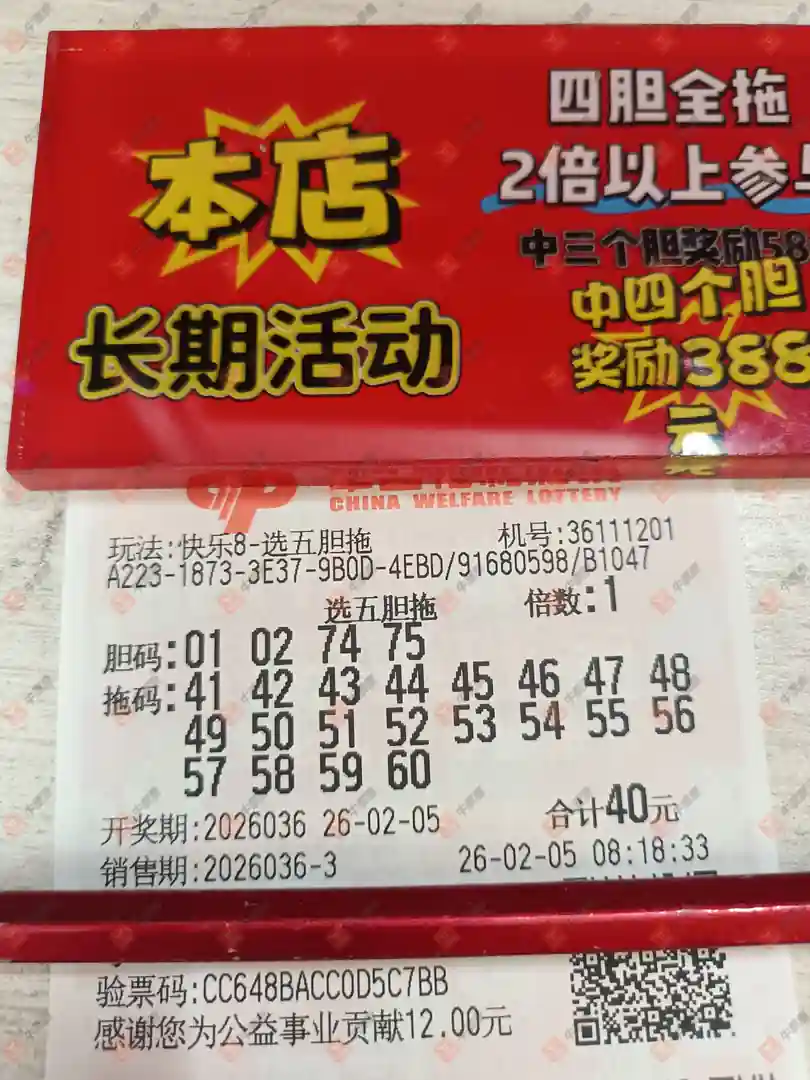 本店
长期活动
四胆全拖
2倍以上参与
中三个胆奖励58
中四个胆
奖励388
元
CHINA WELFARE LOTTERY
玩法:快乐8-选五胆拖 机号:36111201
A223-1873-3E37-9B0D-4EBD/91680598/B1047
选五胆拖 倍数:1
胆码:01 02 74 75
拖码:41 42 43 44 45 46 47 48
49 50 51 52 53 54 55 56
57 58 59 60
开奖期:2026036 26-02-05 合计40元
销售期:2026036-3 26-02-05 08:18:33
验票码:CC648BACC0D5C7BB
感谢您为公益事业贡献12.00元